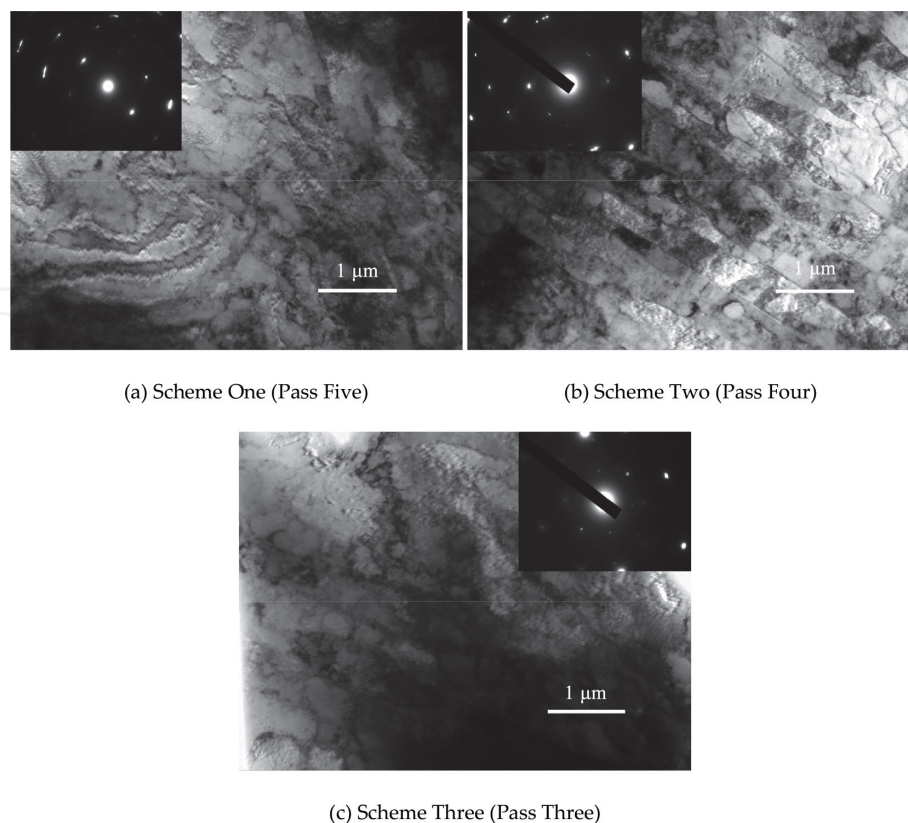 1 μm
1 μm
(a) Scheme One (Pass Five)
(b) Scheme Two (Pass Four)
1 μm
(c) Scheme Three (Pass Three)